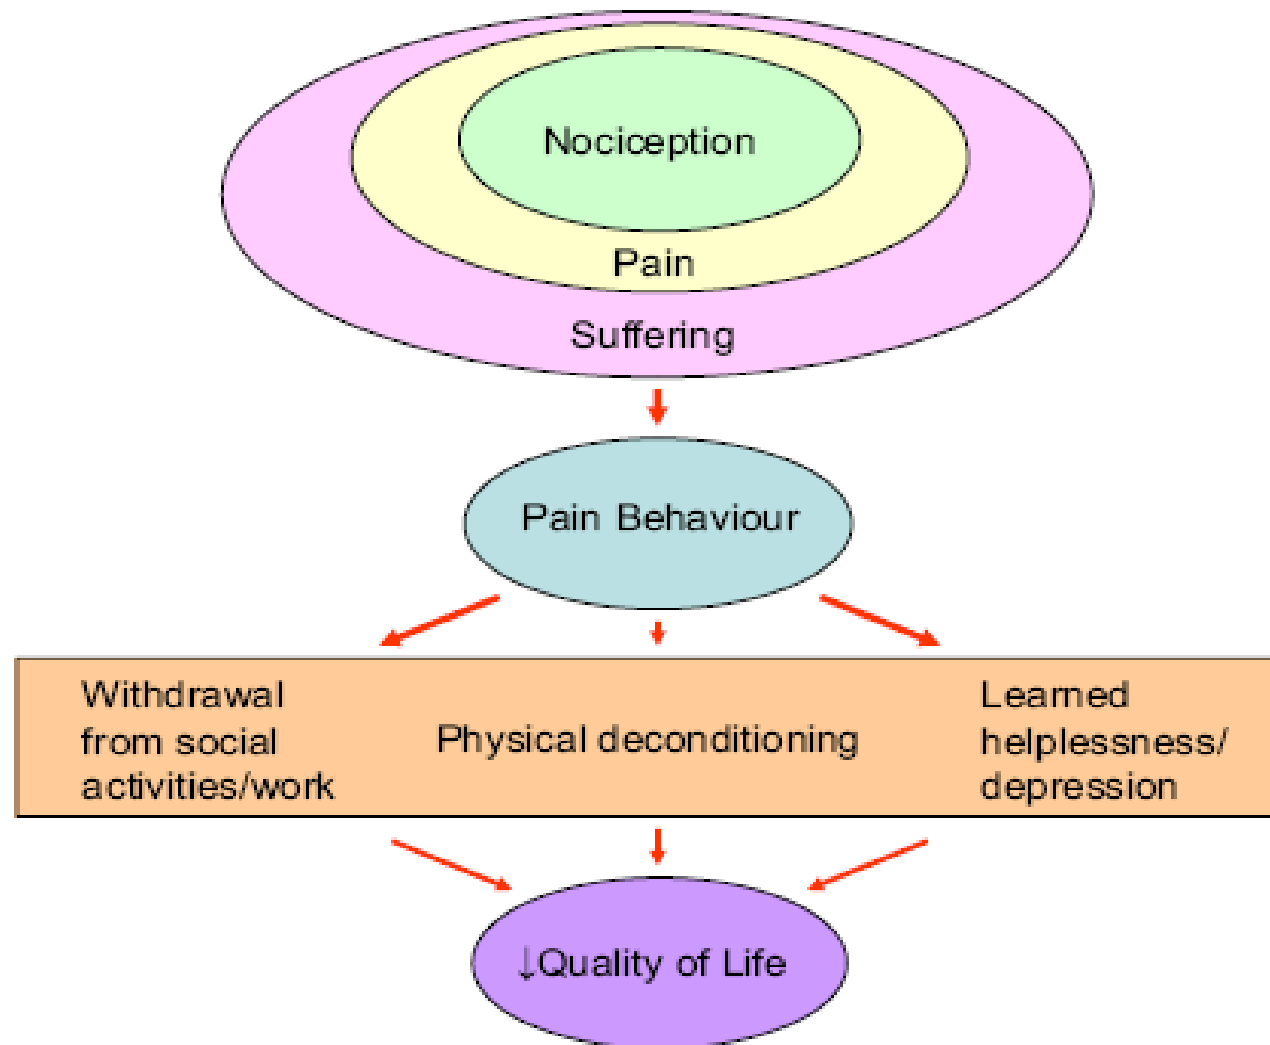 Nociception
Pain
Suffering
Pain Behaviour
Withdrawal
from social
activities/work
Physical deconditioning
Learned
helplessness/
depression
↓Quality of Life